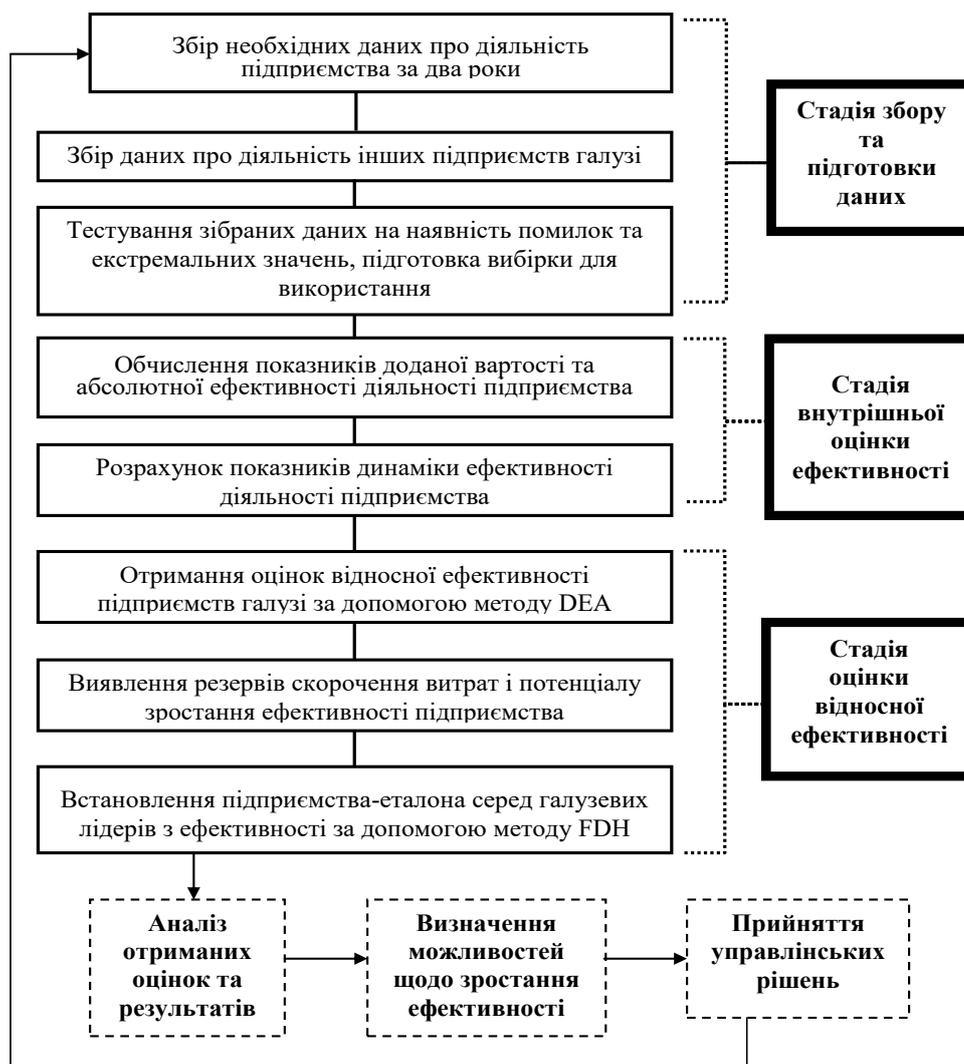 Збір необхідних даних про діяльність
підприємства за два роки
Збір даних про діяльність інших підприємств галузі
Тестування зібраних даних на наявність помилок та
екстремальних значень, підготовка вибірки для
використання
Стадія збору
та
підготовки
даних
Обчислення показників доданої вартості та
абсолютної ефективності діяльності підприємства
Розрахунок показників динаміки ефективності
діяльності підприємства
Стадія
внутрішньої
оцінки
ефективності
Отримання оцінок відносної ефективності
підприємств галузі за допомогою методу DEA
Виявлення резервів скорочення витрат і потенціалу
зростання ефективності підприємства
Встановлення підприємства-еталона серед галузевих
лідерів з ефективності за допомогою методу FDH
Стадія
оцінки
відносної
ефективності
Аналіз
отриманих
оцінок та
результатів
Визначення
можливостей
щодо зростання
ефективності
Прийняття
управлінських
рішень